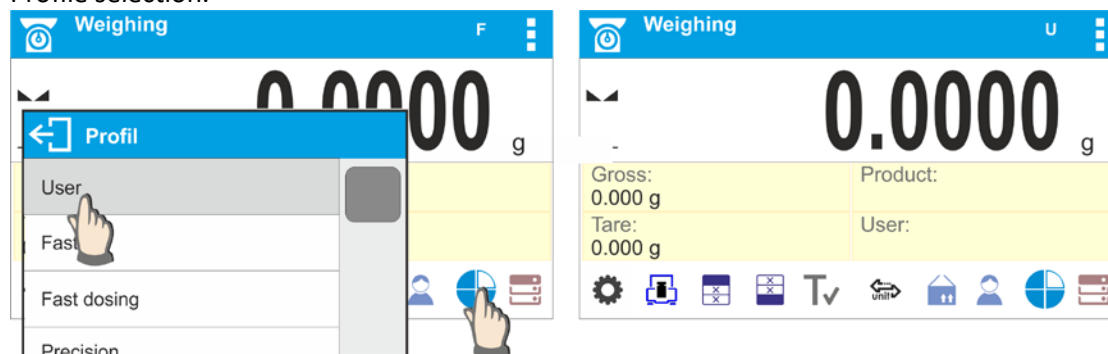 Profile selection:
Weighing F
0.0000 g
Profil
User
Fast
Fast dosing
Precision
Weighing U
0.0000 g
Gross:
0.000 g
Product:
Tare:
0.000 g
User:
T
unit